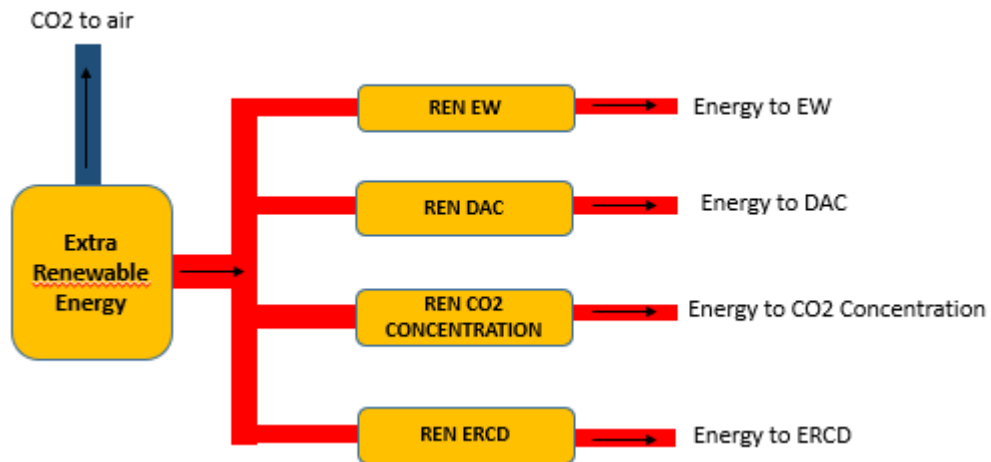 CO2 to air
Extra
Renewable
Energy
REN EW
Energy to EW
REN DAC
Energy to DAC
REN CO2
CONCENTRATION
Energy to CO2 Concentration
REN ERCD
Energy to ERCD